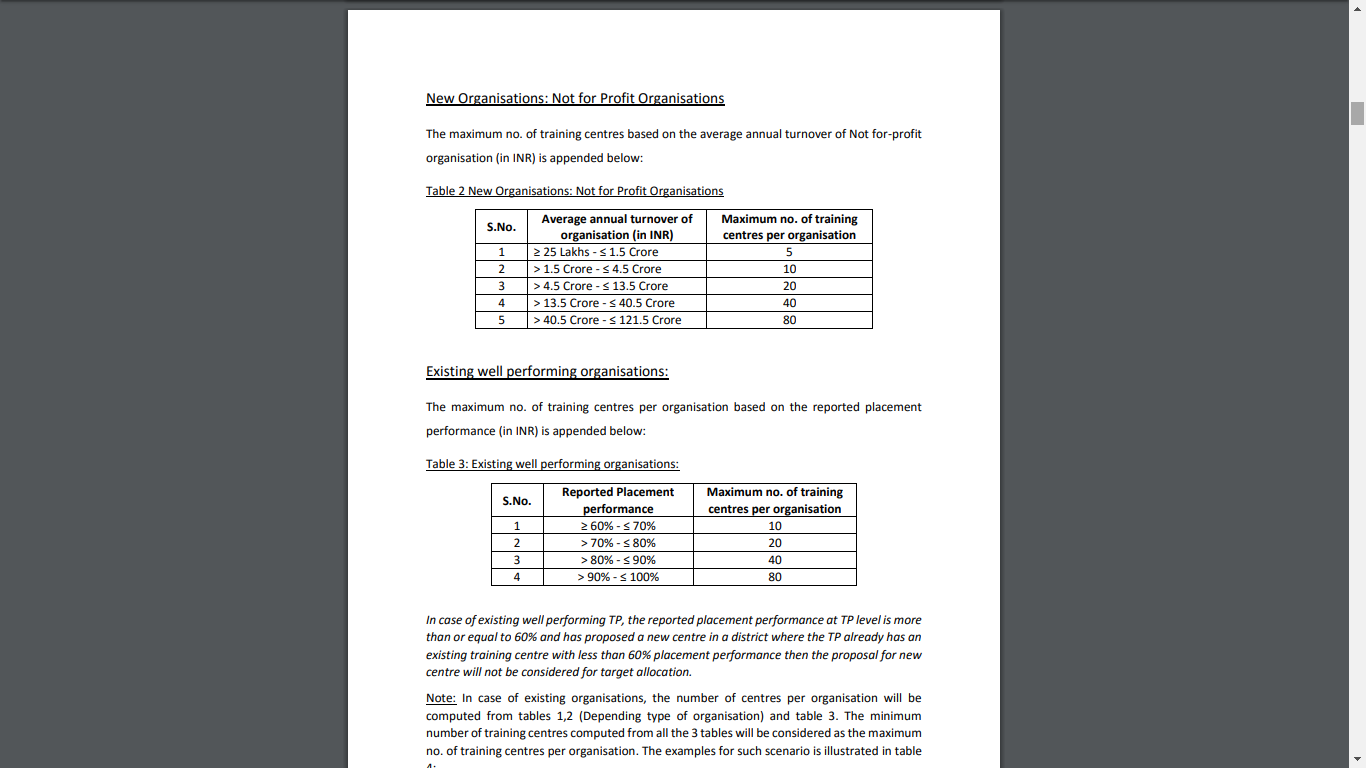 New Organisations: Not for Profit Organisations
The maximum no. of training centres based on the average annual turnover of Not for-profit
organisation (in INR) is appended below:
Table 2 New Organisations: Not for Profit Organisations
S.No. Average annual turnover of organisation (in INR) Maximum no. of training centres per organisation
1 ≥ 25 Lakhs - ≤ 1.5 Crore 5
2 > 1.5 Crore - ≤ 4.5 Crore 10
3 > 4.5 Crore - ≤ 13.5 Crore 20
4 > 13.5 Crore - ≤ 40.5 Crore 40
5 > 40.5 Crore - ≤ 121.5 Crore 80
Existing well performing organisations:
The maximum no. of training centres per organisation based on the reported placement
performance (in INR) is appended below:
Table 3: Existing well performing organisations:
S.No. Reported Placement performance Maximum no. of training centres per organisation
1 ≥ 60% - ≤ 70% 10
2 > 70% - ≤ 80% 20
3 > 80% - ≤ 90% 40
4 > 90% - ≤ 100% 80
In case of existing well performing TP, the reported placement performance at TP level is more
than or equal to 60% and has proposed a new centre in a district where the TP already has an
existing training centre with less than 60% placement performance then the proposal for new
centre will not be considered for target allocation.
Note: In case of existing organisations, the number of centres per organisation will be
computed from tables 1,2 (Depending type of organisation) and table 3. The minimum
number of training centres computed from all the 3 tables will be considered as the maximum
no. of training centres per organisation. The examples for such scenario is illustrated in table
4: